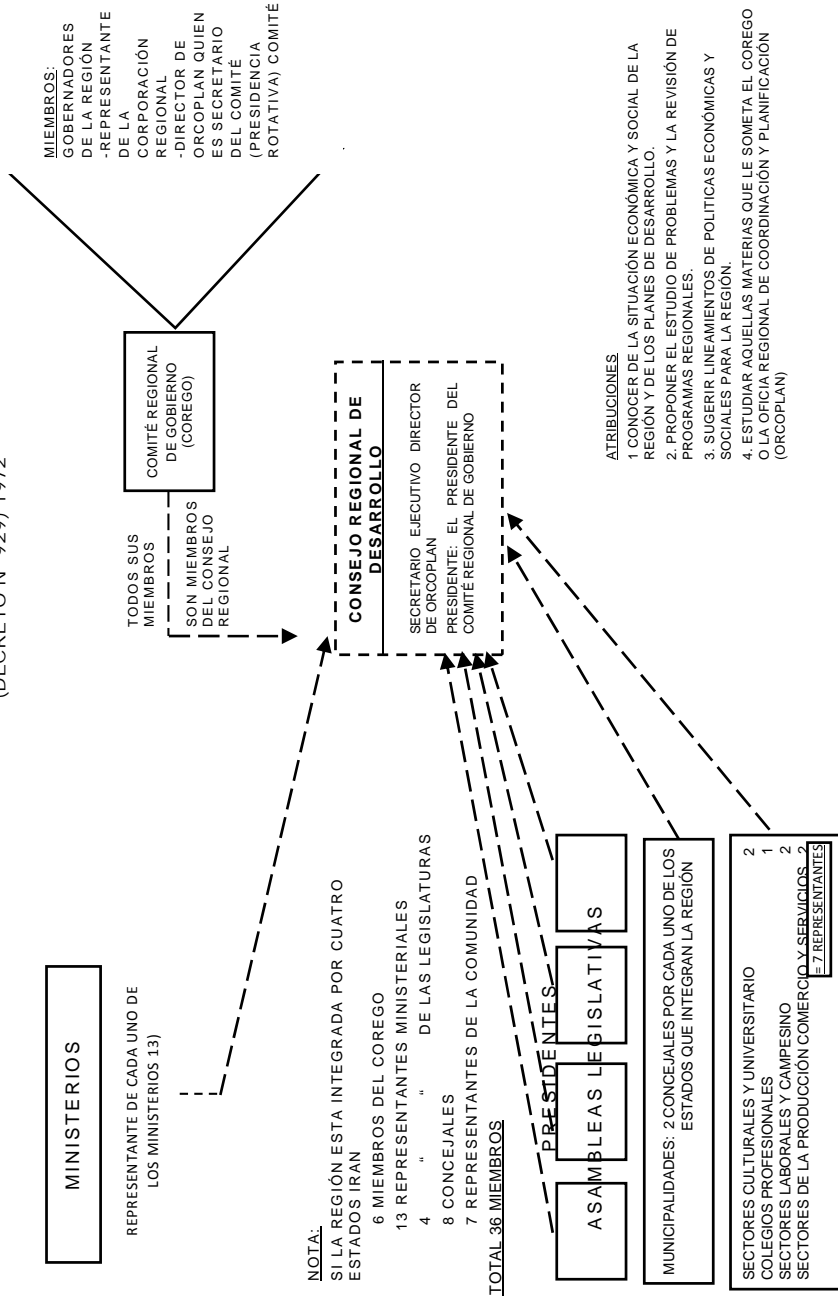 (DECRETO N° 929) 1972
MINISTERIOS
REPRESENTANTE DE CADA UNO DE
LOS MINISTERIOS 13)
TODOS SUS
MIEMBROS
SON MIEMBROS
DEL CONSEJO
REGIONAL
COMITÉ REGIONAL
DE GOBIERNO
(COREGO)
MIEMBROS:
GOBERNADORES
DE LA REGIÓN
-REPRESENTANTE
DE LA
CORPORACIÓN
REGIONAL
-DIRECTOR DE
ORCOPLAN QUIEN
ES SECRETARIO
DEL COMITÉ
(PRESIDENCIA
ROTATIVA) COMITÉ
NOTA:
SI LA REGIÓN ESTA INTEGRADA POR CUATRO
ESTADOS IRAN
6 MIEMBROS DEL COREGO
13 REPRESENTANTES MINISTERIALES
4 “ “ DE LAS LEGISLATURAS
8 CONCEJALES
7 REPRESENTANTES DE LA COMUNIDAD
TOTAL 36 MIEMBROS
CONSEJO REGIONAL DE
DESARROLLO
SECRETARIO EJECUTIVO DIRECTOR
DE ORCOPLAN
PRESIDENTE: EL PRESIDENTE DEL
COMITÉ REGIONAL DE GOBIERNO
PRESIDENTES
ASAMBLEAS LEGISLATIVAS
MUNICIPALIDADES: 2 CONCEJALES POR CADA UNO DE LOS
ESTADOS QUE INTEGRAN LA REGIÓN
SECTORES CULTURALES Y UNIVERSITARIO 2
COLEGIOS PROFESIONALES 1
SECTORES LABORALES Y CAMPESINO 2
SECTORES DE LA PRODUCCIÓN COMERCIO Y SERVICIOS 2
= 7 REPRESENTANTES
ATRIBUCIONES
1 CONOCER DE LA SITUACIÓN ECONÓMICA Y SOCIAL DE LA
REGIÓN Y DE LOS PLANES DE DESARROLLO.
2. PROPONER EL ESTUDIO DE PROBLEMAS Y LA REVISIÓN DE
PROGRAMAS REGIONALES.
3. SUGERIR LINEAMIENTOS DE POLITICAS ECONÓMICAS Y
SOCIALES PARA LA REGIÓN.
4. ESTUDIAR AQUELLAS MATERIAS QUE LE SOMETA EL COREGO
O LA OFICIA REGIONAL DE COORDINACIÓN Y PLANIFICACIÓN
(ORCOPLAN)